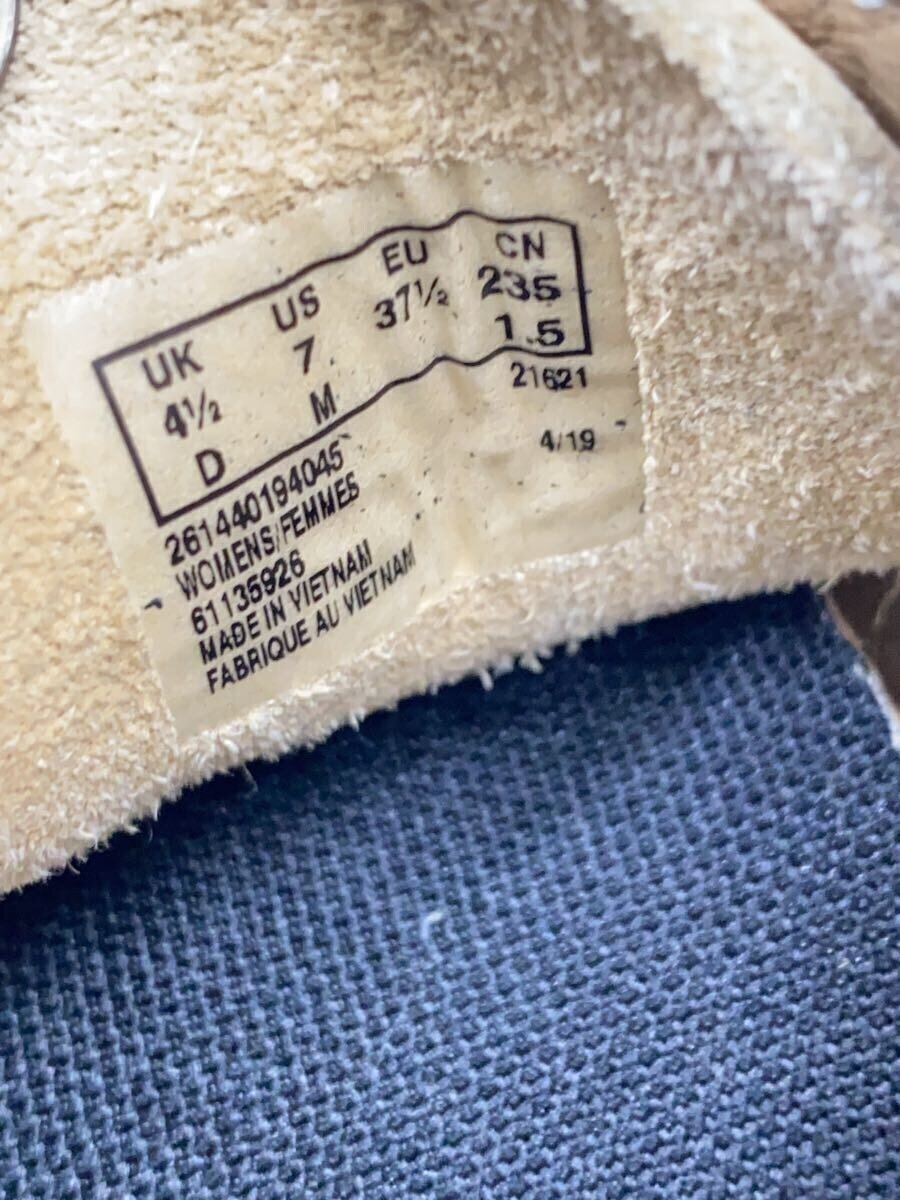 UK US EU CN
4½ 7 37½ 235
D M 1.5
21621
4/19
261440194045
WOMENS/FEMMES
61135926
MADE IN VIETNAM
FABRIQUE AU VIETNAM